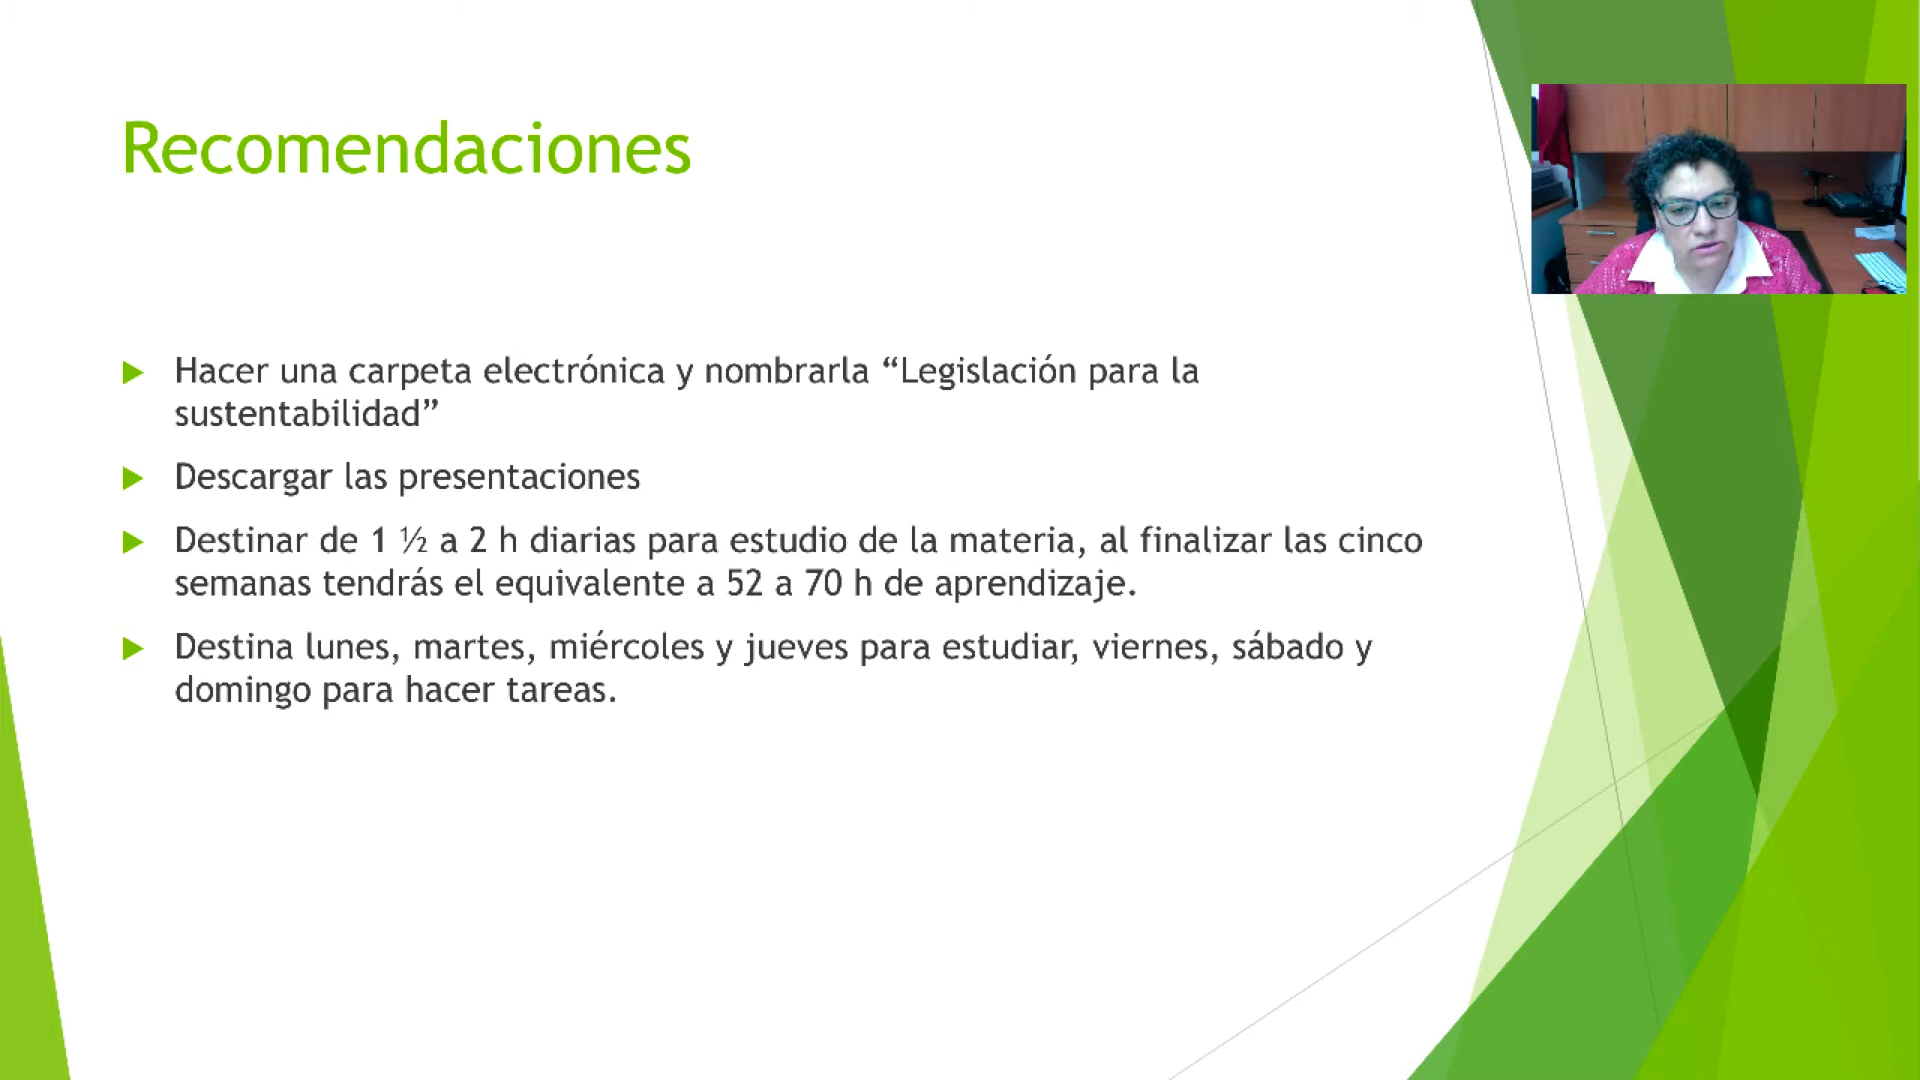 Recomendaciones
Hacer una carpeta electrónica y nombrarla “Legislación para la
sustentabilidad”
Descargar las presentaciones
Destinar de 1 ½ a 2 h diarias para estudio de la materia, al finalizar las cinco
semanas tendrás el equivalente a 52 a 70 h de aprendizaje.
Destina lunes, martes, miércoles y jueves para estudiar, viernes, sábado y
domingo para hacer tareas.